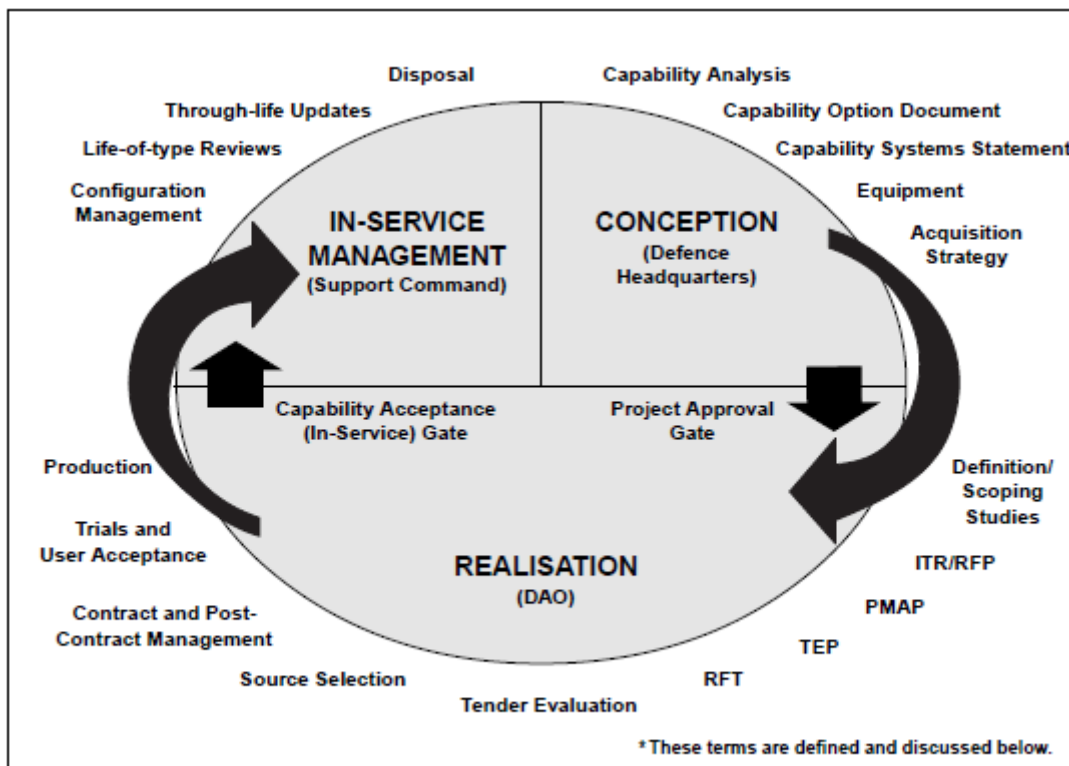 Disposal
Capability Analysis
Through-life Updates
Capability Option Document
Life-of-type Reviews
Capability Systems Statement
Configuration
Management
Equipment
IN-SERVICE
MANAGEMENT
(Support Command)
CONCEPTION
(Defence
Headquarters)
Acquisition
Strategy
Capability Acceptance
(In-Service) Gate
Project Approval
Gate
Production
Definition/
Scoping
Studies
Trials and
User Acceptance
REALISATION
(DAO)
ITR/RFP
PMAP
Contract and Post-
Contract Management
TEP
Source Selection
RFT
Tender Evaluation
* These terms are defined and discussed below.